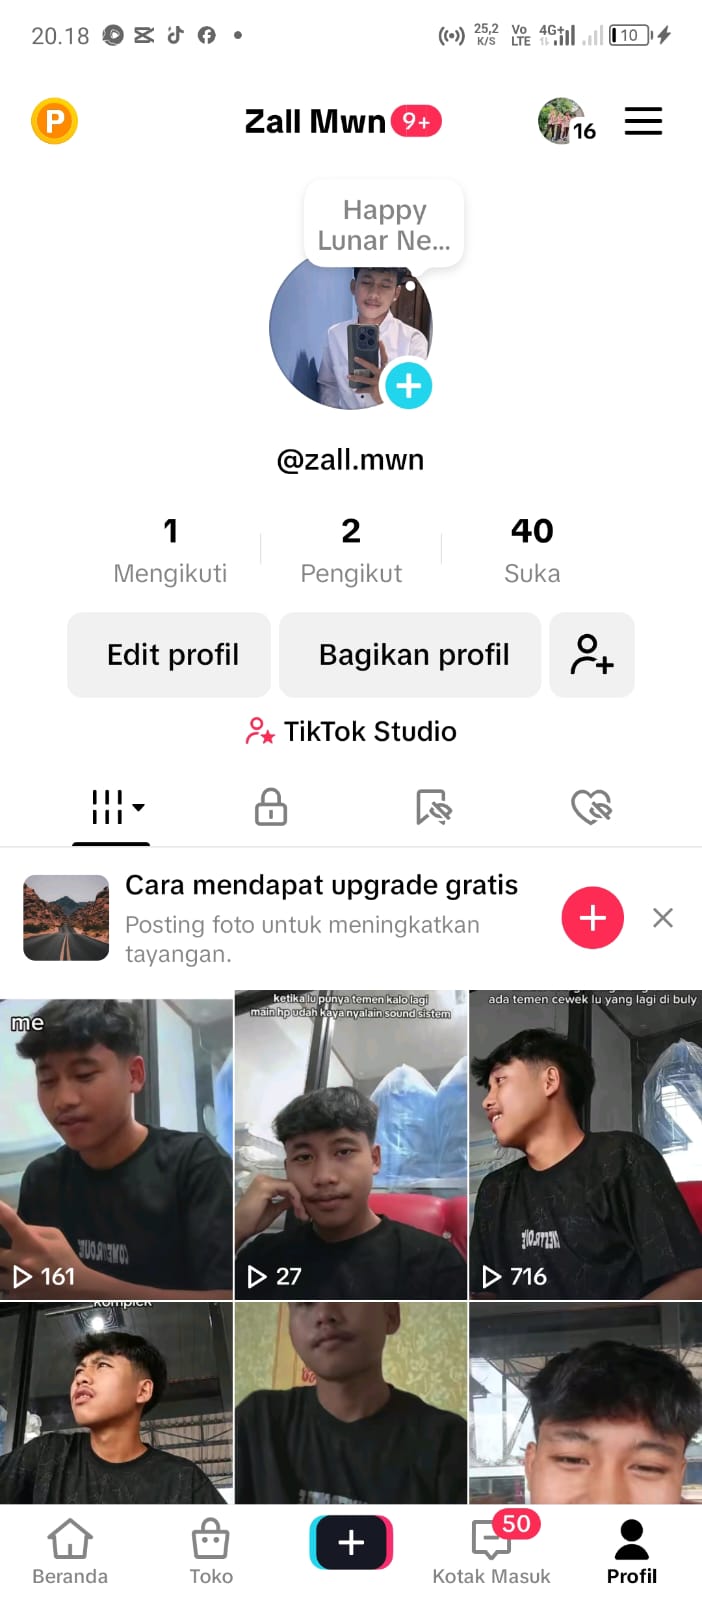 20.18
25,2
K/S
Vo
LTE
4G+
10
P
Zall Mwn 9+
16
Happy
Lunar Ne...
@zall.mwn
1 2 40
Mengikuti Pengikut Suka
Edit profil Bagikan profil
TikTok Studio
Cara mendapat upgrade gratis
Posting foto untuk meningkatkan
tayangan.
me
161
ketika lu punya temen kalo lagi
main hp udah kaya nyalain sound sistem
27
ada temen cewek lu yang lagi di buly
716
50
Beranda Toko Kotak Masuk Profil